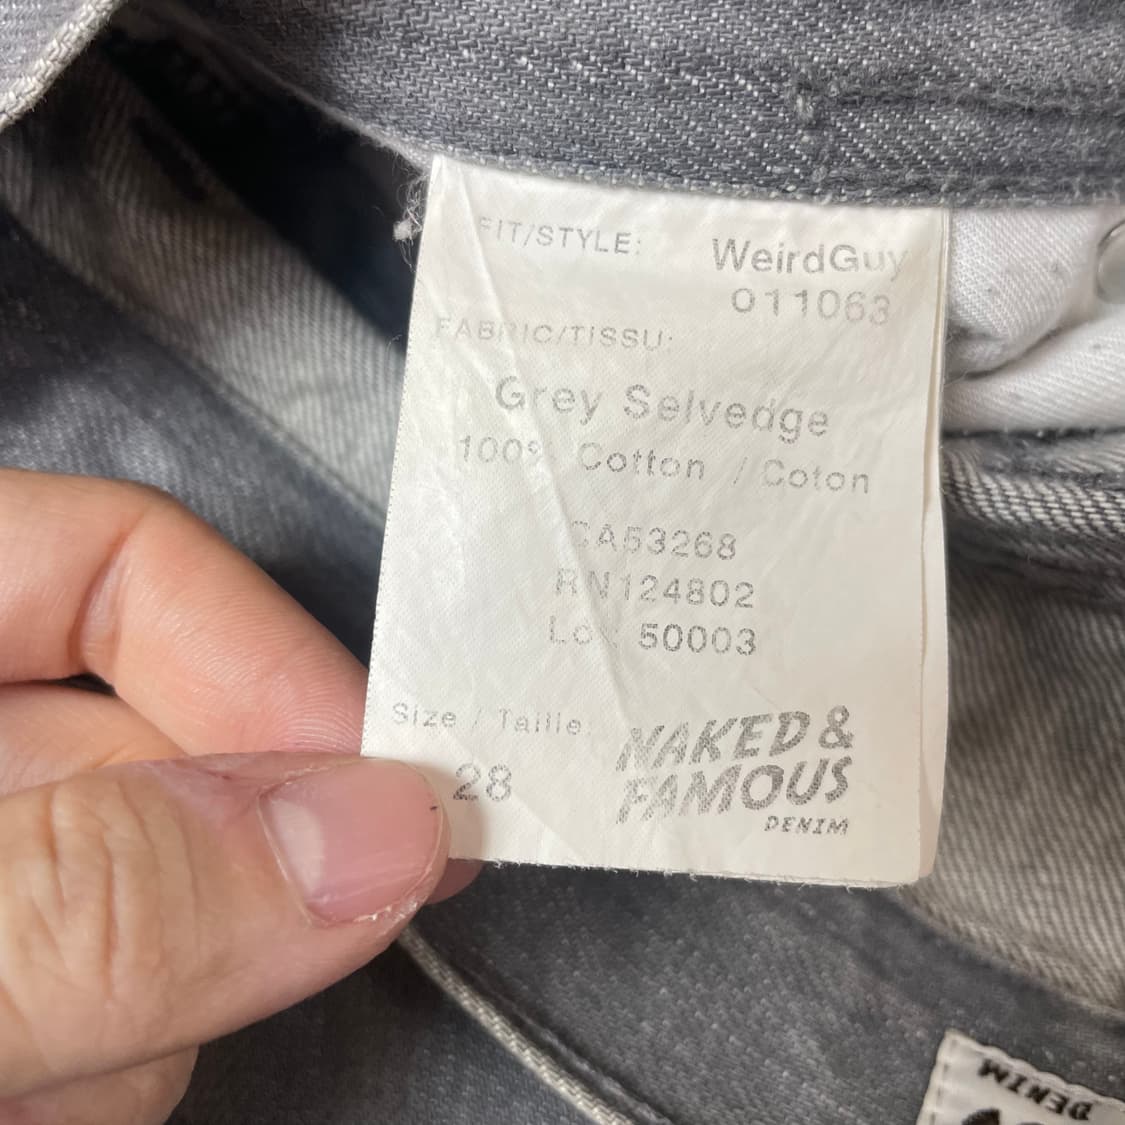 FIT/STYLE: WeirdGuy
011063
FABRIC/TISSU:
Grey Selvedge
100% Cotton / Coton
CA53268
RN124802
Lot 50003
Size / Taille:
28
NAKED &
FAMOUS
DENIM
DENIM